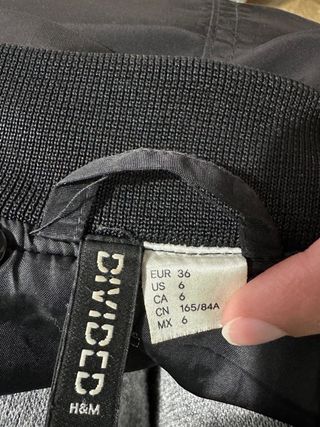 DIVIDED
H&M
EUR 36
US 6
CA 6
CN 165/84A
MX 6